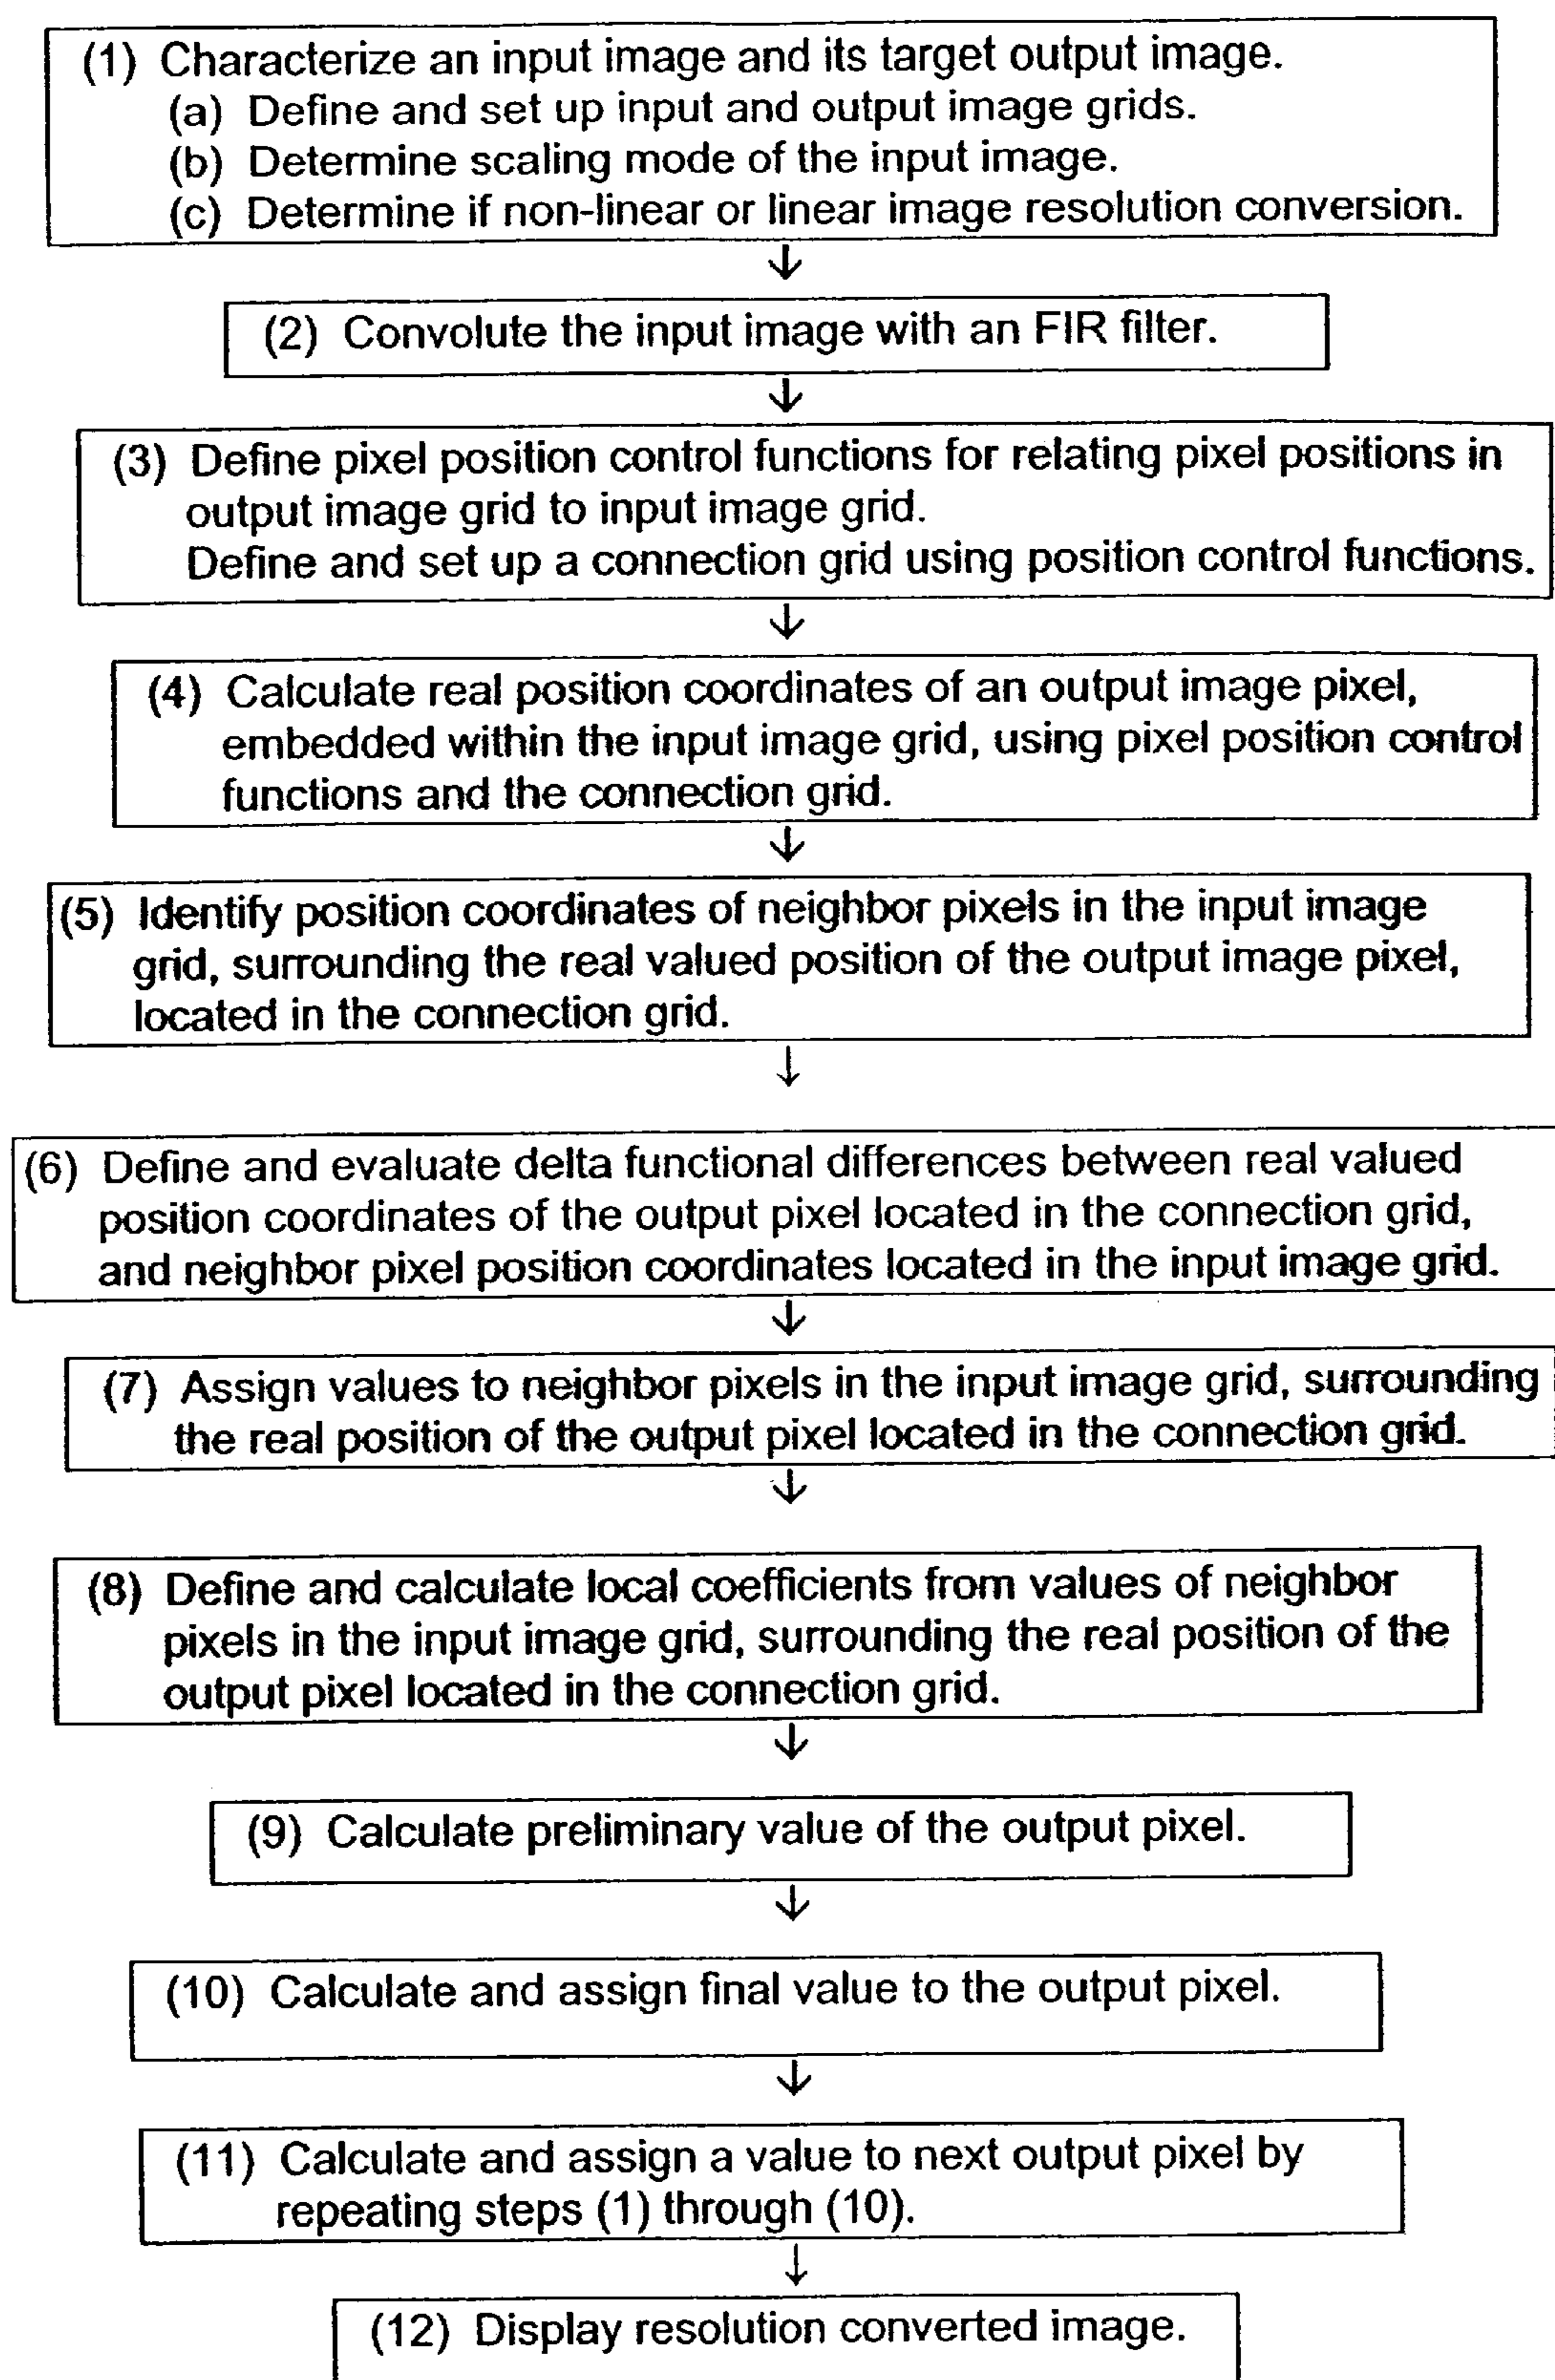 (1) Characterize an input image and its target output image.
(a) Define and set up input and output image grids.
(b) Determine scaling mode of the input image.
(c) Determine if non-linear or linear image resolution conversion.
(2) Convolute the input image with an FIR filter.
(3) Define pixel position control functions for relating pixel positions in
output image grid to input image grid.
Define and set up a connection grid using position control functions.
(4) Calculate real position coordinates of an output image pixel,
embedded within the input image grid, using pixel position control
functions and the connection grid.
(5) Identify position coordinates of neighbor pixels in the input image
grid, surrounding the real valued position of the output image pixel,
located in the connection grid.
(6) Define and evaluate delta functional differences between real valued
position coordinates of the output pixel located in the connection grid,
and neighbor pixel position coordinates located in the input image grid.
(7) Assign values to neighbor pixels in the input image grid, surrounding
the real position of the output pixel located in the connection grid.
(8) Define and calculate local coefficients from values of neighbor
pixels in the input image grid, surrounding the real position of the
output pixel located in the connection grid.
(9) Calculate preliminary value of the output pixel.
(10) Calculate and assign final value to the output pixel.
(11) Calculate and assign a value to next output pixel by
repeating steps (1) through (10).
(12) Display resolution converted image.